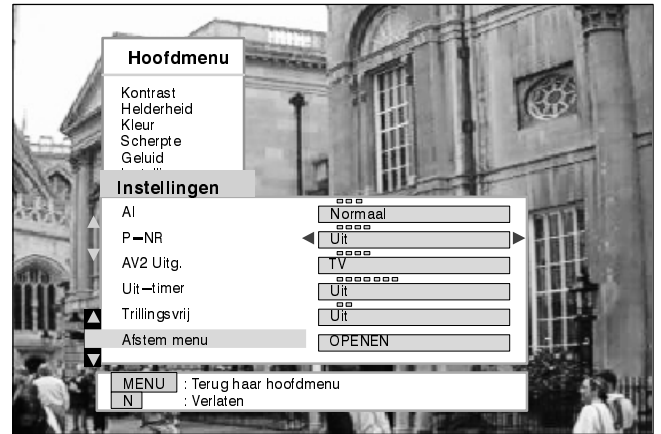 Hoofdmenu
Kontrast
Helderheid
Kleur
Scherpte
Geluid
Instellingen
AI Normaal
P–NR Uit
AV2 Uitg. TV
Uit–timer Uit
Trillingsvrij Uit
Afstem menu OPENEN
MENU : Terug haar hoofdmenu
N : Verlaten